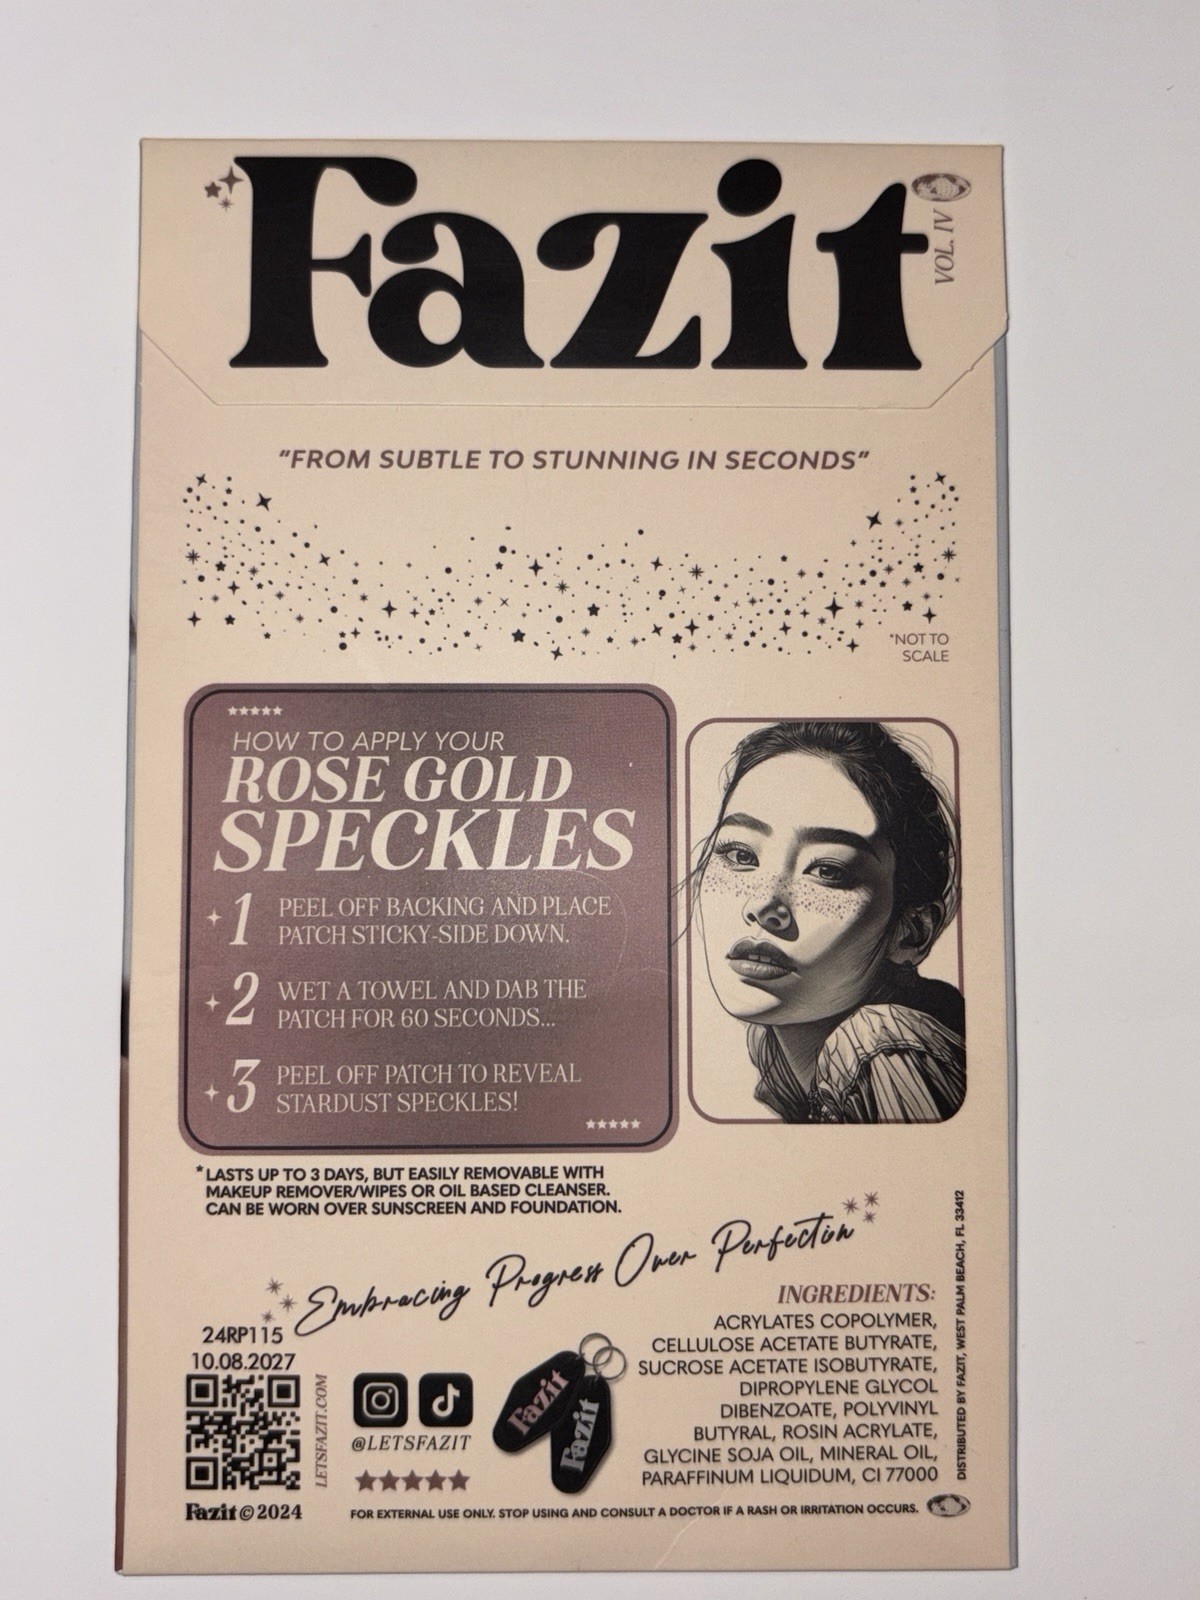 Fazit
VOL. IV
"FROM SUBTLE TO STUNNING IN SECONDS"
*NOT TO
SCALE
HOW TO APPLY YOUR
ROSE GOLD
SPECKLES
1 PEEL OFF BACKING AND PLACE
PATCH STICKY-SIDE DOWN.
2 WET A TOWEL AND DAB THE
PATCH FOR 60 SECONDS...
3 PEEL OFF PATCH TO REVEAL
STARDUST SPECKLES!
*LASTS UP TO 3 DAYS, BUT EASILY REMOVABLE WITH
MAKEUP REMOVER/WIPES OR OIL BASED CLEANSER.
CAN BE WORN OVER SUNSCREEN AND FOUNDATION.
Embracing Progress Over Perfection
24RP115
10.08.2027
LETSFAZIT.COM
@LETSFAZIT
Fazit
Fazit
INGREDIENTS:
ACRYLATES COPOLYMER,
CELLULOSE ACETATE BUTYRATE,
SUCROSE ACETATE ISOBUTYRATE,
DIPROPYLENE GLYCOL
DIBENZOATE, POLYVINYL
BUTYRAL, ROSIN ACRYLATE,
GLYCINE SOJA OIL, MINERAL OIL,
PARAFFINUM LIQUIDUM, CI 77000
DISTRIBUTED BY FAZIT, WEST PALM BEACH, FL 33412
Fazit © 2024
FOR EXTERNAL USE ONLY. STOP USING AND CONSULT A DOCTOR IF A RASH OR IRRITATION OCCURS.